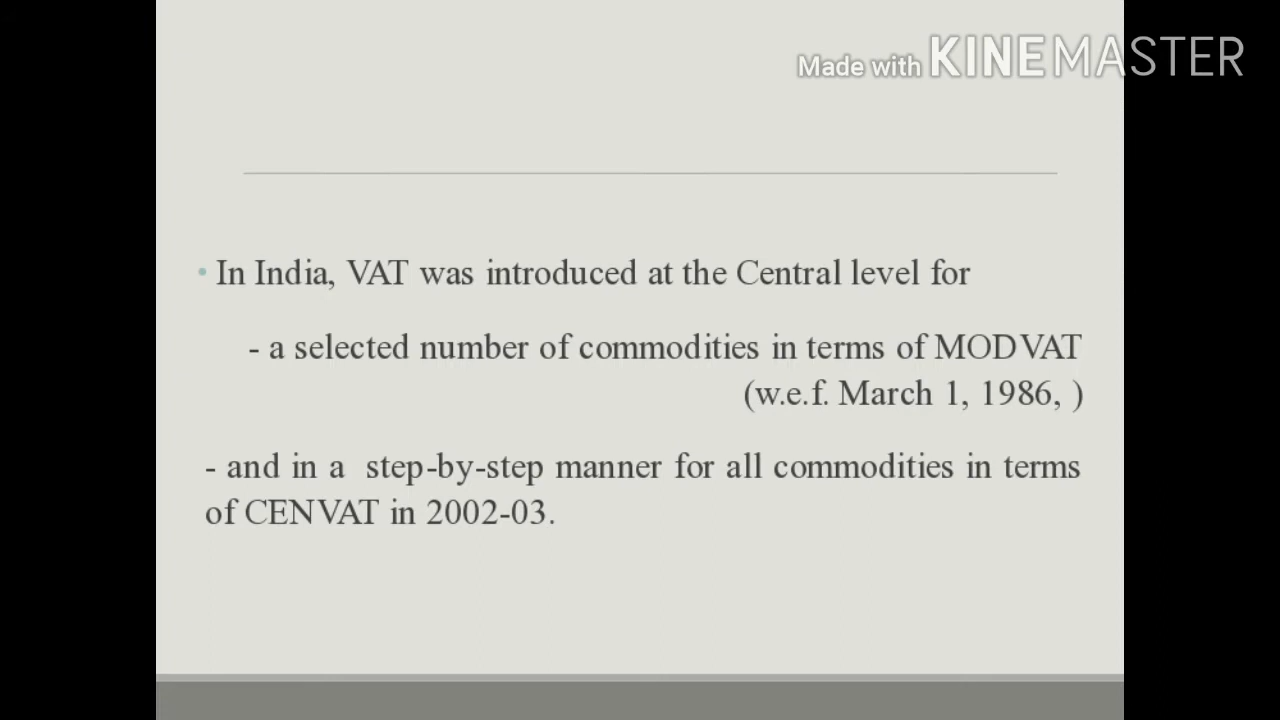 Made with KINEMASTER
• In India, VAT was introduced at the Central level for
- a selected number of commodities in terms of MODVAT
(w.e.f. March 1, 1986, )
- and in a step-by-step manner for all commodities in terms
of CENVAT in 2002-03.